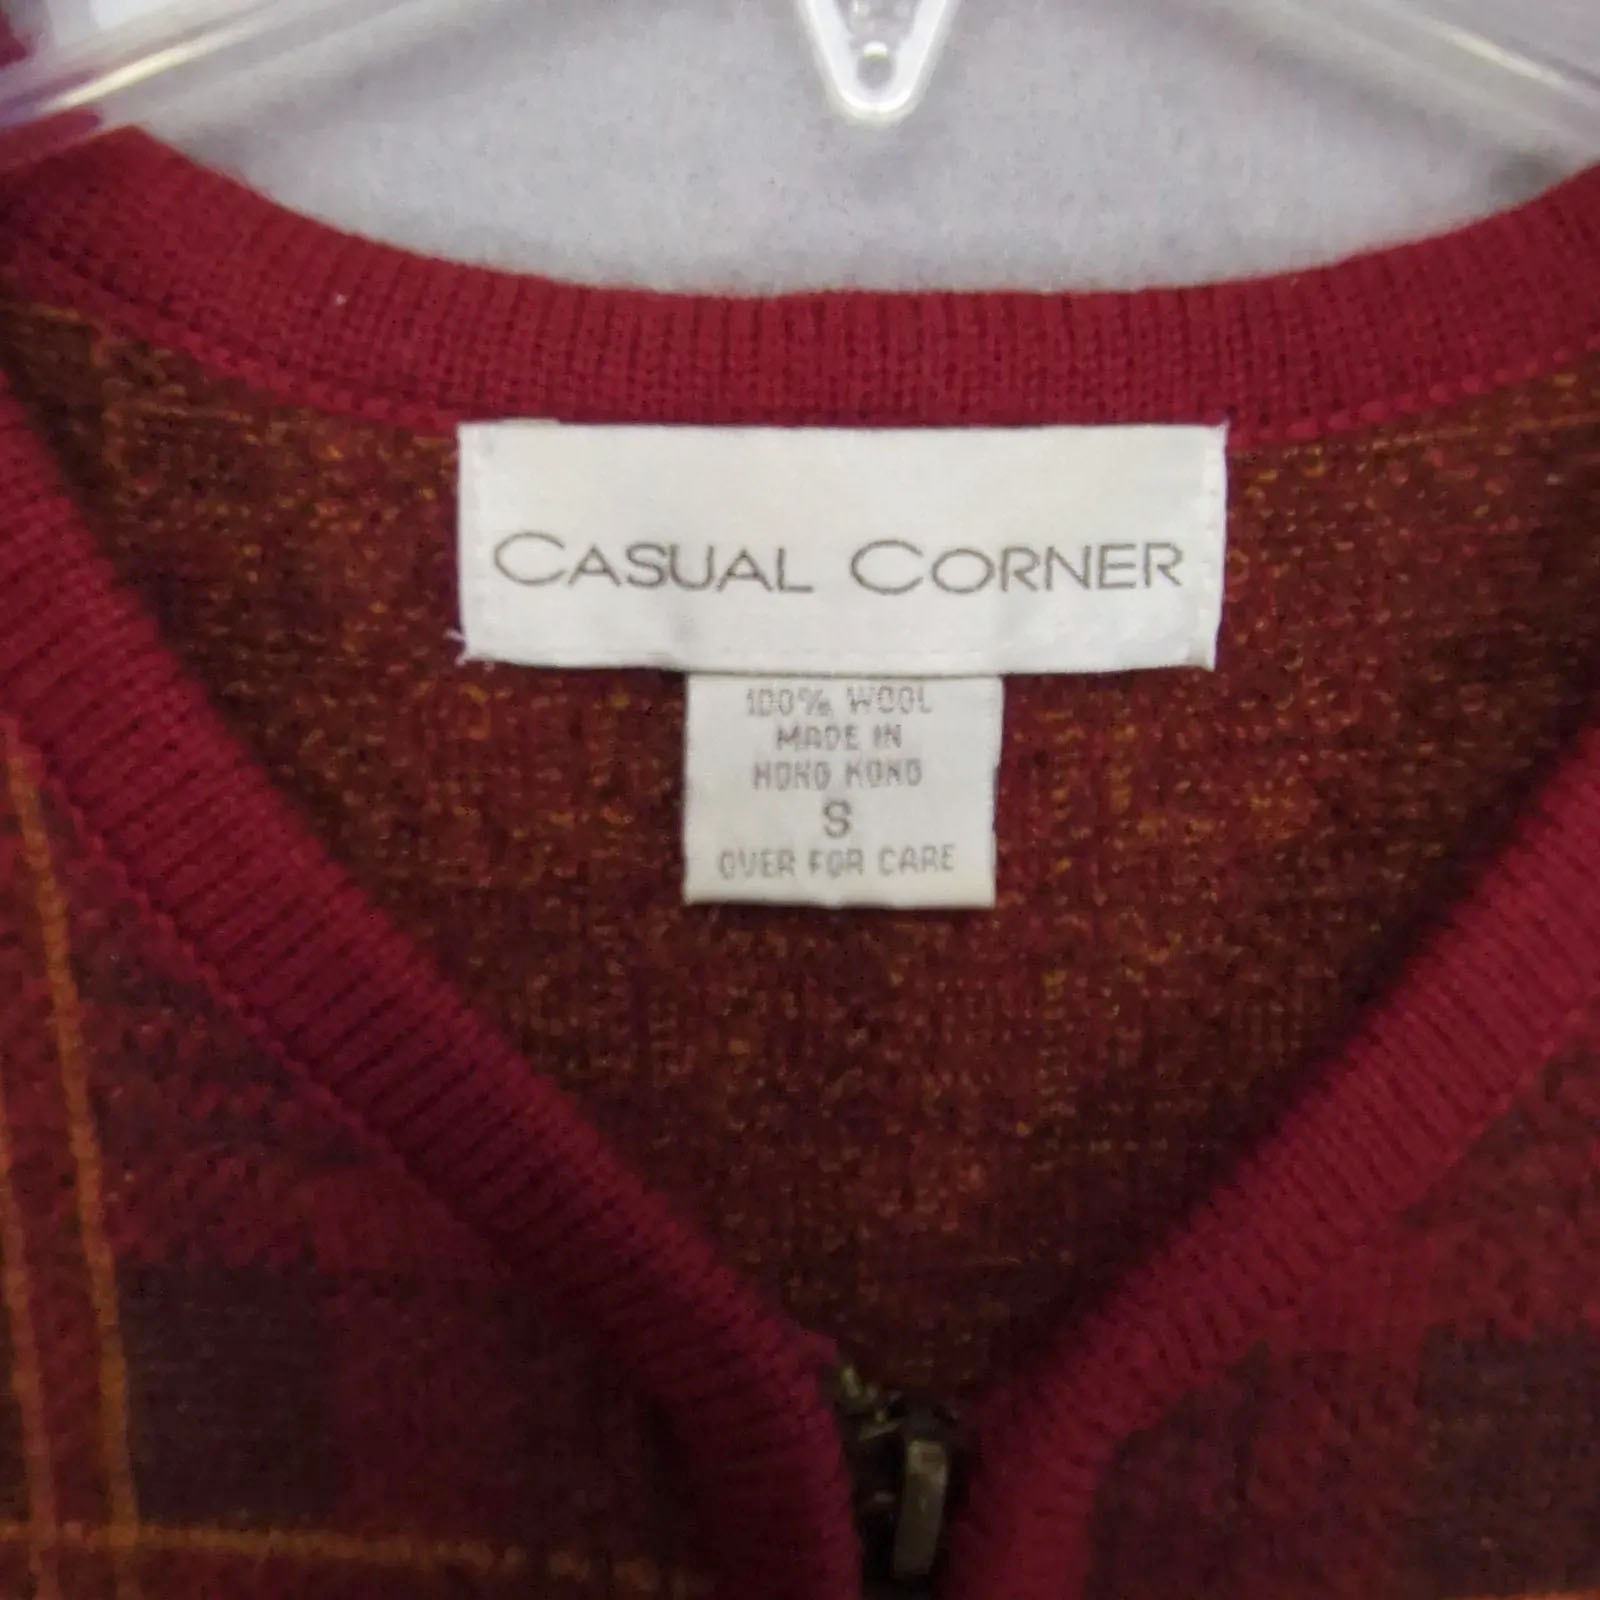 CASUAL CORNER
100% WOOL
MADE IN
HONG KONG
S
OVER FOR CARE